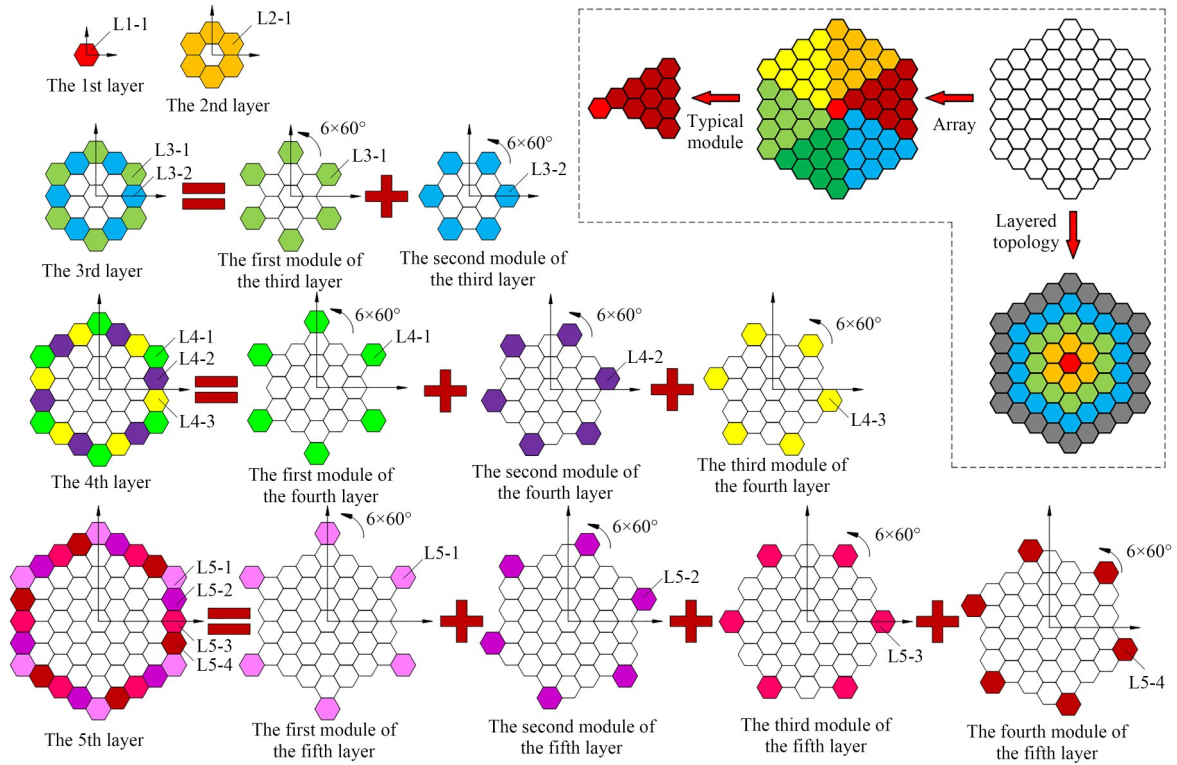 L1-1
The 1st layer
L2-1
The 2nd layer
Typical
module
Array
Layered
topology
L3-1
L3-2
The 3rd layer
6×60°
L3-1
The first module of
the third layer
6×60°
L3-2
The second module of
the third layer
L4-1
L4-2
L4-3
The 4th layer
6×60°
L4-1
The first module of
the fourth layer
6×60°
L4-2
The second module of
the fourth layer
6×60°
L4-3
The third module of
the fourth layer
L5-1
L5-2
L5-3
L5-4
The 5th layer
6×60°
L5-1
The first module of
the fifth layer
6×60°
L5-2
The second module of
the fifth layer
6×60°
L5-3
The third module of
the fifth layer
6×60°
L5-4
The fourth module of
the fifth layer